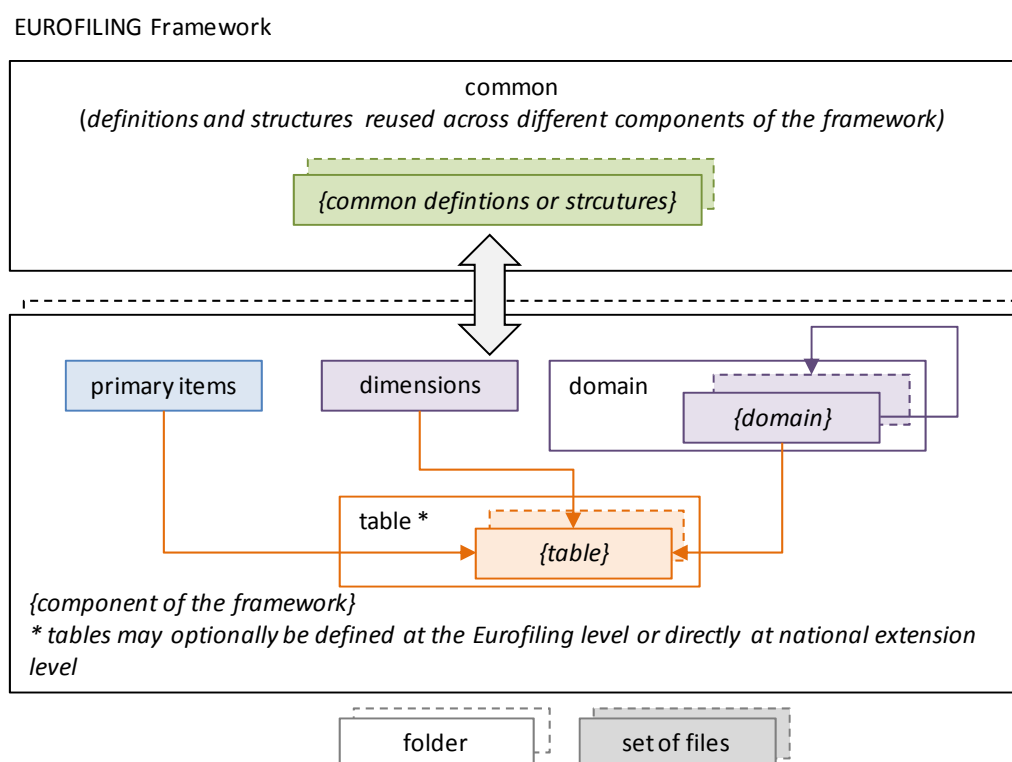 EUROFILING Framework
common
(definitions and structures reused across different components of the framework)
{common defintions or strcutures}
primary items
dimensions
domain
{domain}
table *
{table}
{component of the framework}
* tables may optionally be defined at the Eurofiling level or directly at national extension
level
folder
set of files